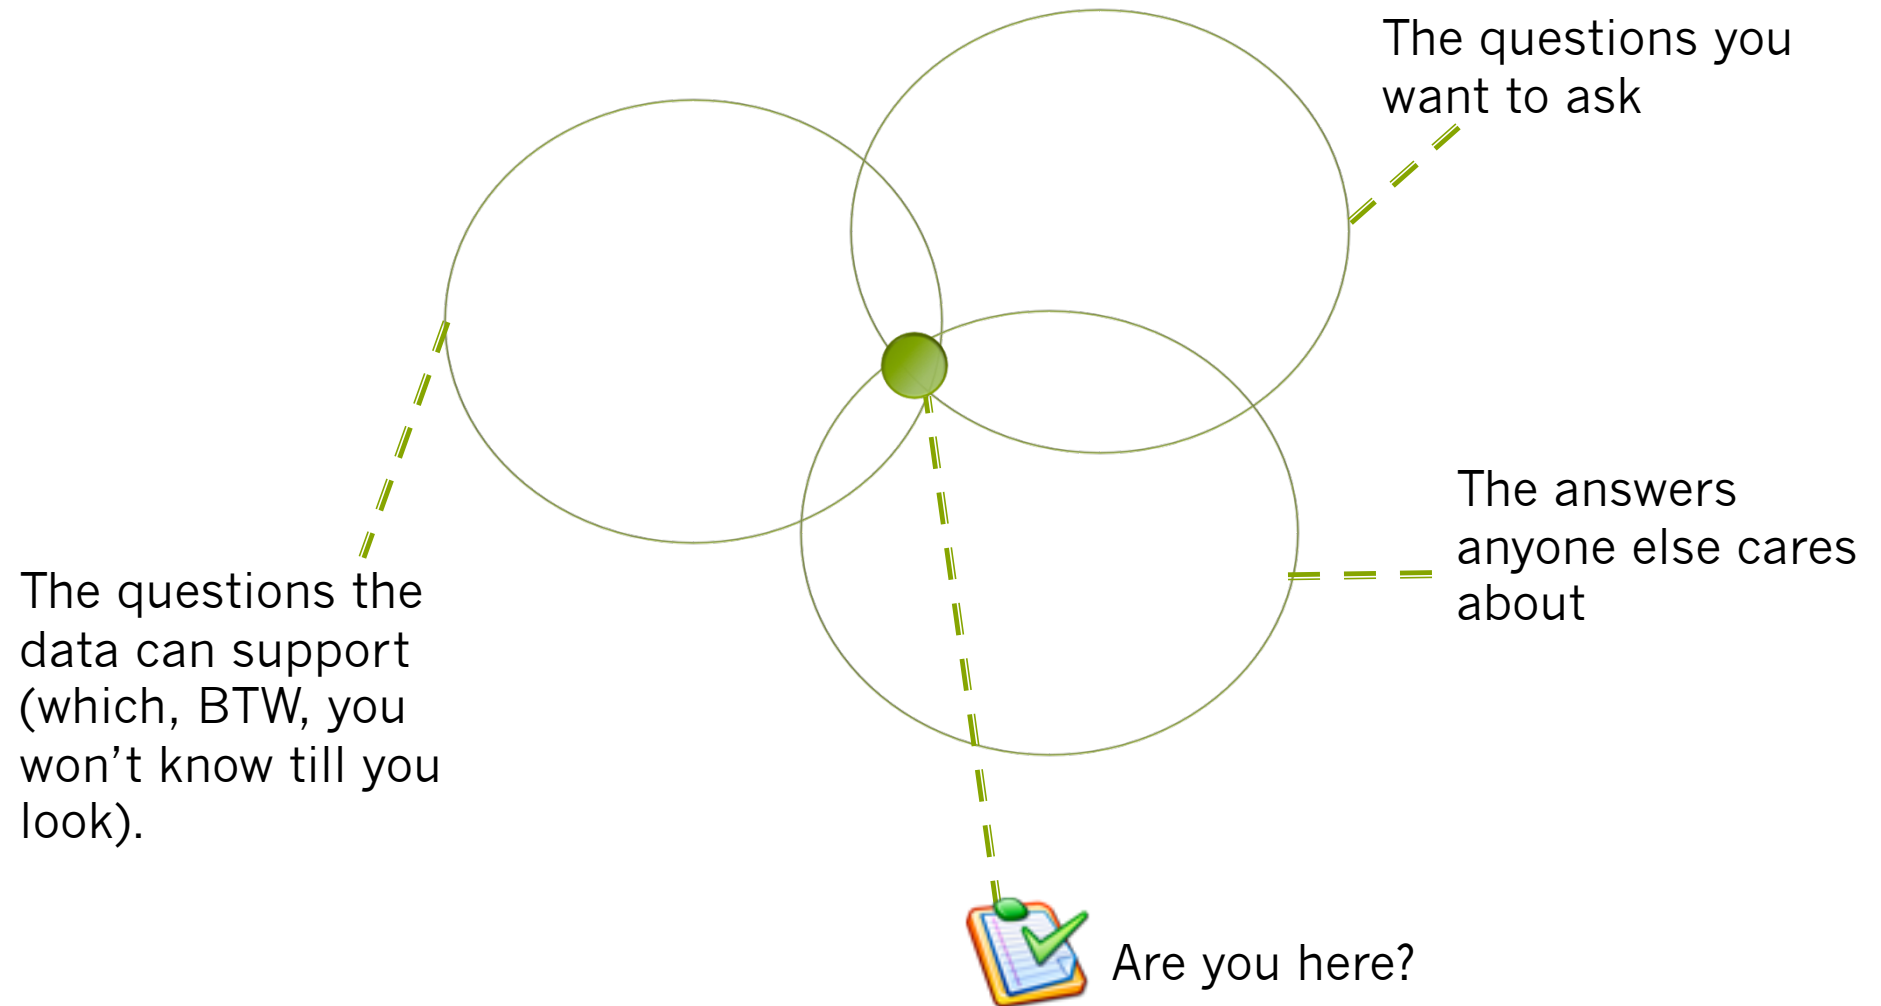 The questions you
want to ask
The answers
anyone else cares
about
The questions the
data can support
(which, BTW, you
won’t know till you
look).
Are you here?